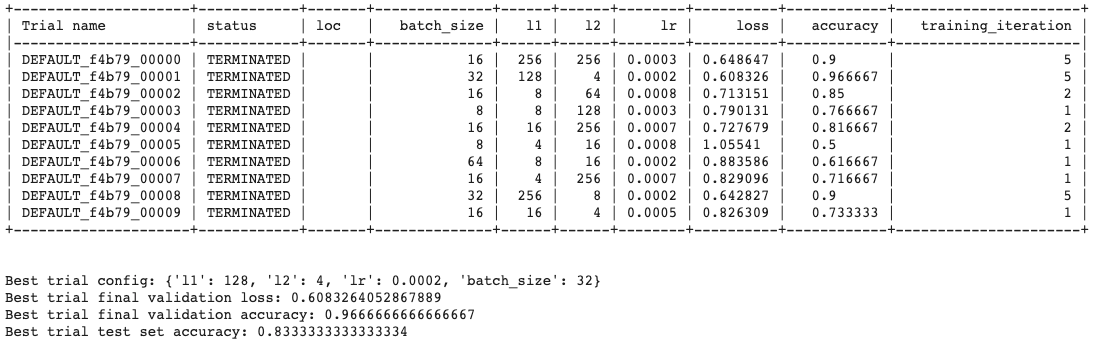 +---------------------+------------+-------+--------------+------+------+--------+----------+------------+----------------------+
| Trial name          | status     | loc   |   batch_size |   l1 |   l2 |     lr |     loss |   accuracy |   training_iteration |
|---------------------+------------+-------+--------------+------+------+--------+----------+------------+----------------------|
| DEFAULT_f4b79_00000 | TERMINATED |       |           16 |  256 |  256 | 0.0003 | 0.648647 |   0.9      |                    5 |
| DEFAULT_f4b79_00001 | TERMINATED |       |           32 |  128 |    4 | 0.0002 | 0.608326 |   0.966667 |                    5 |
| DEFAULT_f4b79_00002 | TERMINATED |       |           16 |    8 |   64 | 0.0008 | 0.713151 |   0.85     |                    2 |
| DEFAULT_f4b79_00003 | TERMINATED |       |            8 |    8 |  128 | 0.0003 | 0.790131 |   0.766667 |                    1 |
| DEFAULT_f4b79_00004 | TERMINATED |       |           16 |   16 |  256 | 0.0007 | 0.727679 |   0.816667 |                    2 |
| DEFAULT_f4b79_00005 | TERMINATED |       |            8 |    4 |   16 | 0.0008 | 1.05541  |   0.5      |                    1 |
| DEFAULT_f4b79_00006 | TERMINATED |       |           64 |    8 |   16 | 0.0002 | 0.883586 |   0.616667 |                    1 |
| DEFAULT_f4b79_00007 | TERMINATED |       |           16 |    4 |  256 | 0.0007 | 0.829096 |   0.716667 |                    1 |
| DEFAULT_f4b79_00008 | TERMINATED |       |           32 |  256 |    8 | 0.0002 | 0.642827 |   0.9      |                    5 |
| DEFAULT_f4b79_00009 | TERMINATED |       |           16 |   16 |    4 | 0.0005 | 0.826309 |   0.733333 |                    1 |
+---------------------+------------+-------+--------------+------+------+--------+----------+------------+----------------------+
Best trial config: {'l1': 128, 'l2': 4, 'lr': 0.0002, 'batch_size': 32}
Best trial final validation loss: 0.6083264052867889
Best trial final validation accuracy: 0.9666666666666667
Best trial test set accuracy: 0.8333333333333334